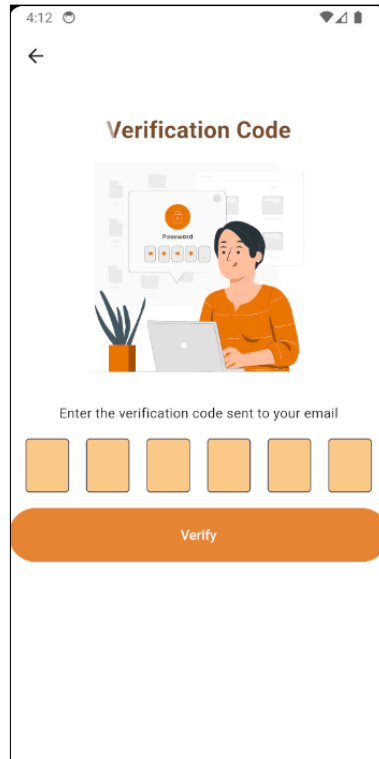 4:12
Verification Code
Password
Enter the verification code sent to your email
Verify